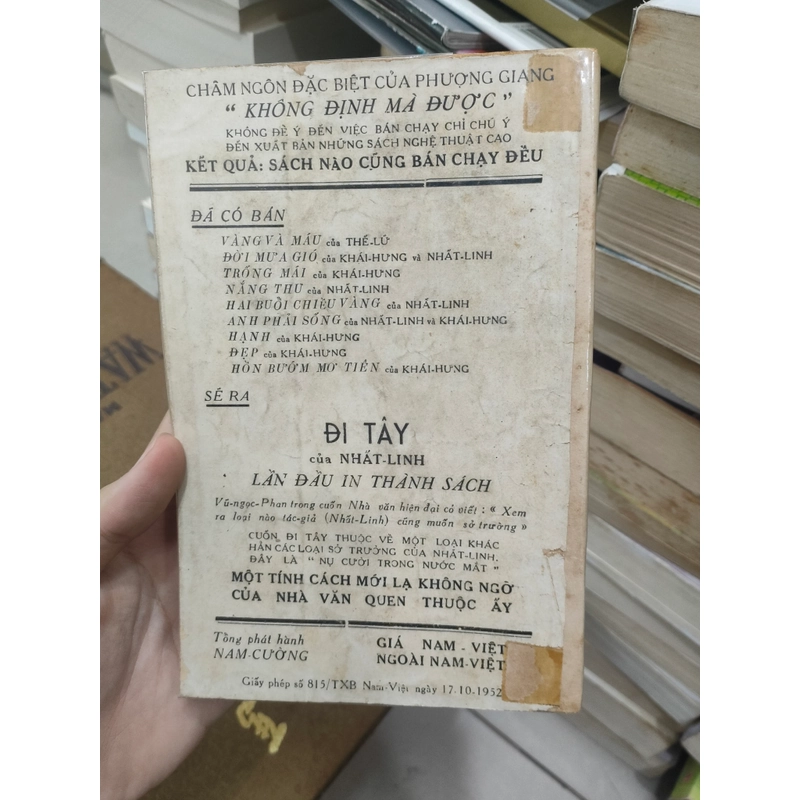 CHÂM NGÔN ĐẶC BIỆT CỦA PHƯỢNG GIANG
“ KHÔNG ĐỊNH MÀ ĐƯỢC ”
KHÔNG ĐỂ Ý ĐẾN VIỆC BÁN CHẠY CHỈ CHÚ Ý
ĐẾN XUẤT BẢN NHỮNG SÁCH NGHỆ THUẬT CAO
KẾT QUẢ: SÁCH NÀO CŨNG BÁN CHẠY ĐỀU
ĐÃ CÓ BÁN
VÀNG VÀ MÁU của THẾ-LỮ
ĐỜI MƯA GIÓ của KHÁI-HƯNG và NHẤT-LINH
TRỐNG MÁI của KHÁI-HƯNG
NẮNG THU của NHẤT-LINH
HAI BUỔI CHIỀU VÀNG của NHẤT-LINH
ANH PHẢI SỐNG của NHẤT-LINH và KHÁI-HƯNG
HẠNH của KHÁI-HƯNG
ĐẸP của KHÁI-HƯNG
HỒN BƯỚM MƠ TIÊN của KHÁI-HƯNG
SẼ RA
ĐI TÂY
của NHẤT-LINH
LẦN ĐẦU IN THÀNH SÁCH
Vũ-ngọc-Phan trong cuốn Nhà văn hiện đại có viết : « Xem
ra loại nào tác-giả (Nhất-Linh) cũng muốn sở trường »
CUỐN ĐI TÂY THUỘC VỀ MỘT LOẠI KHÁC
HẲN CÁC LOẠI SỞ TRƯỜNG CỦA NHẤT-LINH.
ĐÂY LÀ “ NỤ CƯỜI TRONG NƯỚC MẮT ”
MỘT TÍNH CÁCH MỚI LẠ KHÔNG NGỜ
CỦA NHÀ VĂN QUEN THUỘC ẤY
Tổng phát hành
NAM-CƯỜNG
GIÁ NAM - VIỆT
NGOÀI NAM-VIỆT
Giấy phép số 815/TXB Nam-Việt ngày 17.10-1952